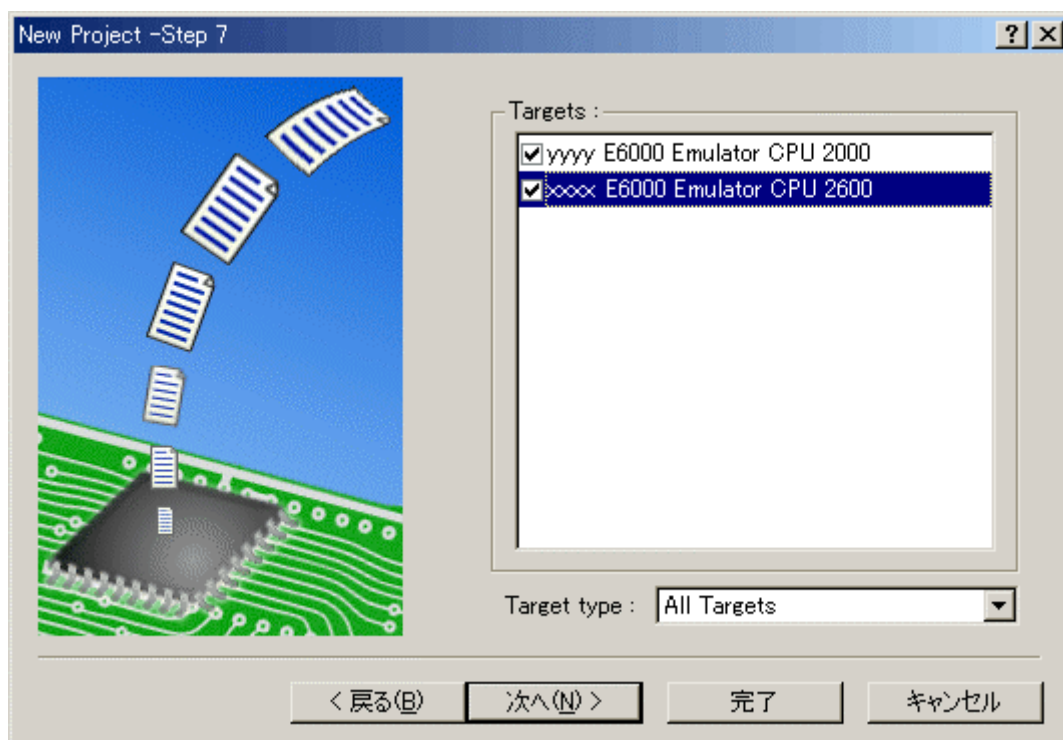 New Project -Step 7
Targets :
yyyy E6000 Emulator CPU 2000
xxxx E6000 Emulator CPU 2600
Target type : All Targets
< 戻る(B) 次へ(N) > 完了 キャンセル